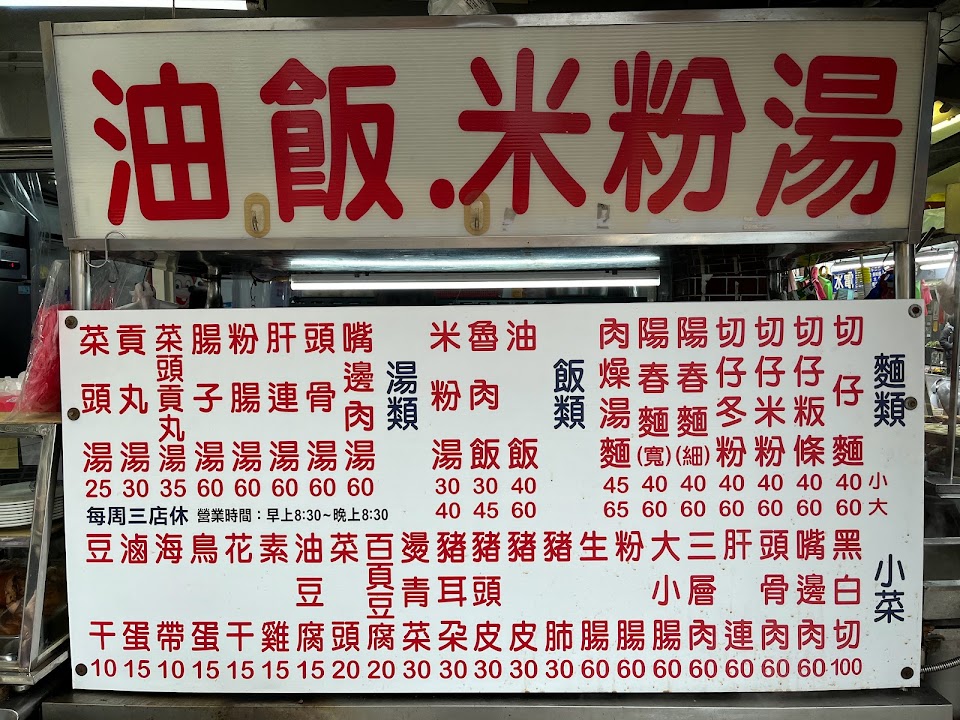 油飯.米粉湯
麵類
小
大
切仔麵 40 60
切仔粄條 40 60
切仔米粉 40 60
切仔冬粉 40 60
陽春麵(細) 40 60
陽春麵(寬) 40 60
肉燥湯麵 45 65
飯類
油飯 40 60
魯肉飯 30 45
米粉湯 30 40
湯類
嘴邊肉湯 60
頭骨湯 60
肝連湯 60
粉腸湯 60
腸子湯 60
菜頭貢丸湯 35
貢丸湯 30
菜頭湯 25
每周三店休 營業時間：早上8:30~晚上8:30
小菜
黑白切 100
嘴邊肉 60
頭骨肉 60
肝連 60
三層肉 60
大小腸 60
粉腸 60
生腸 60
豬肺 30
豬皮 30
豬頭皮 30
豬耳朵 30
燙青菜 30
百頁豆腐 20
菜頭 20
油豆腐 15
素雞 15
花干 15
鳥蛋 15
海帶 10
滷蛋 15
豆干 10
水電